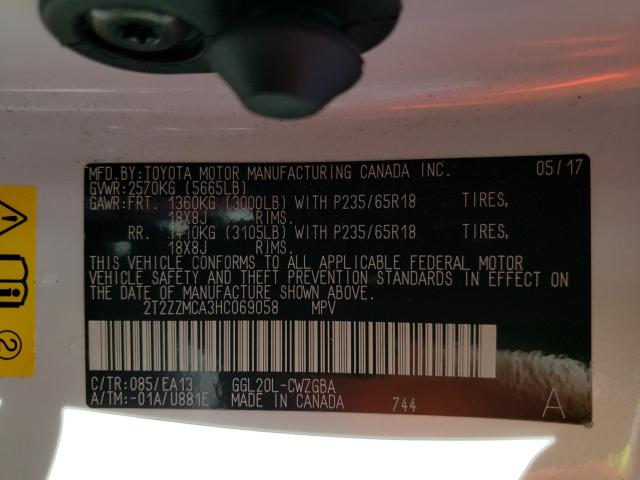 MFD.BY:TOYOTA MOTOR MANUFACTURING CANADA INC. 05/17
GVWR:2570KG (5665LB)
GAWR:FRT. 1360KG (3000LB) WITH P235/65R18 TIRES,
18X8J RIMS.
RR. 1410KG (3105LB) WITH P235/65R18 TIRES,
18X8J RIMS.
THIS VEHICLE CONFORMS TO ALL APPLICABLE FEDERAL MOTOR
VEHICLE SAFETY AND THEFT PREVENTION STANDARDS IN EFFECT ON
THE DATE OF MANUFACTURE SHOWN ABOVE.
2T2ZZMCA3HC069058 MPV
C/TR:085/EA13 GGL20L-CWZGBA
A/TM:-01A/U881E MADE IN CANADA 744 A
2